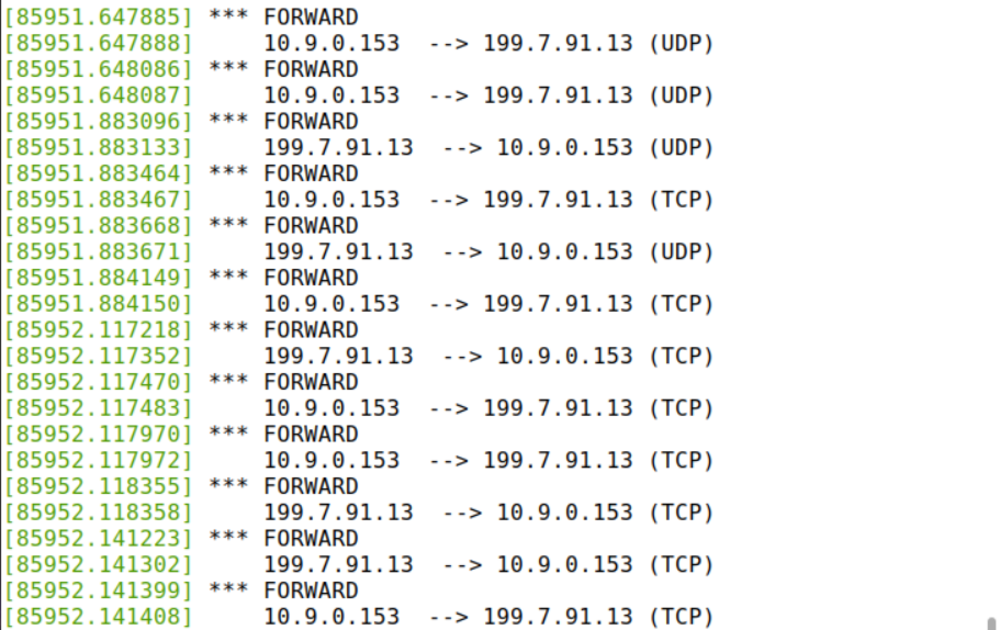 [85951.647885] *** FORWARD
[85951.647888]     10.9.0.153  --> 199.7.91.13 (UDP)
[85951.648086] *** FORWARD
[85951.648087]     10.9.0.153  --> 199.7.91.13 (UDP)
[85951.883096] *** FORWARD
[85951.883133]     199.7.91.13  --> 10.9.0.153 (UDP)
[85951.883464] *** FORWARD
[85951.883467]     10.9.0.153  --> 199.7.91.13 (TCP)
[85951.883668] *** FORWARD
[85951.883671]     199.7.91.13  --> 10.9.0.153 (UDP)
[85951.884149] *** FORWARD
[85951.884150]     10.9.0.153  --> 199.7.91.13 (TCP)
[85952.117218] *** FORWARD
[85952.117352]     199.7.91.13  --> 10.9.0.153 (TCP)
[85952.117470] *** FORWARD
[85952.117483]     10.9.0.153  --> 199.7.91.13 (TCP)
[85952.117970] *** FORWARD
[85952.117972]     10.9.0.153  --> 199.7.91.13 (TCP)
[85952.118355] *** FORWARD
[85952.118358]     199.7.91.13  --> 10.9.0.153 (TCP)
[85952.141223] *** FORWARD
[85952.141302]     199.7.91.13  --> 10.9.0.153 (TCP)
[85952.141399] *** FORWARD
[85952.141408]     10.9.0.153  --> 199.7.91.13 (TCP)